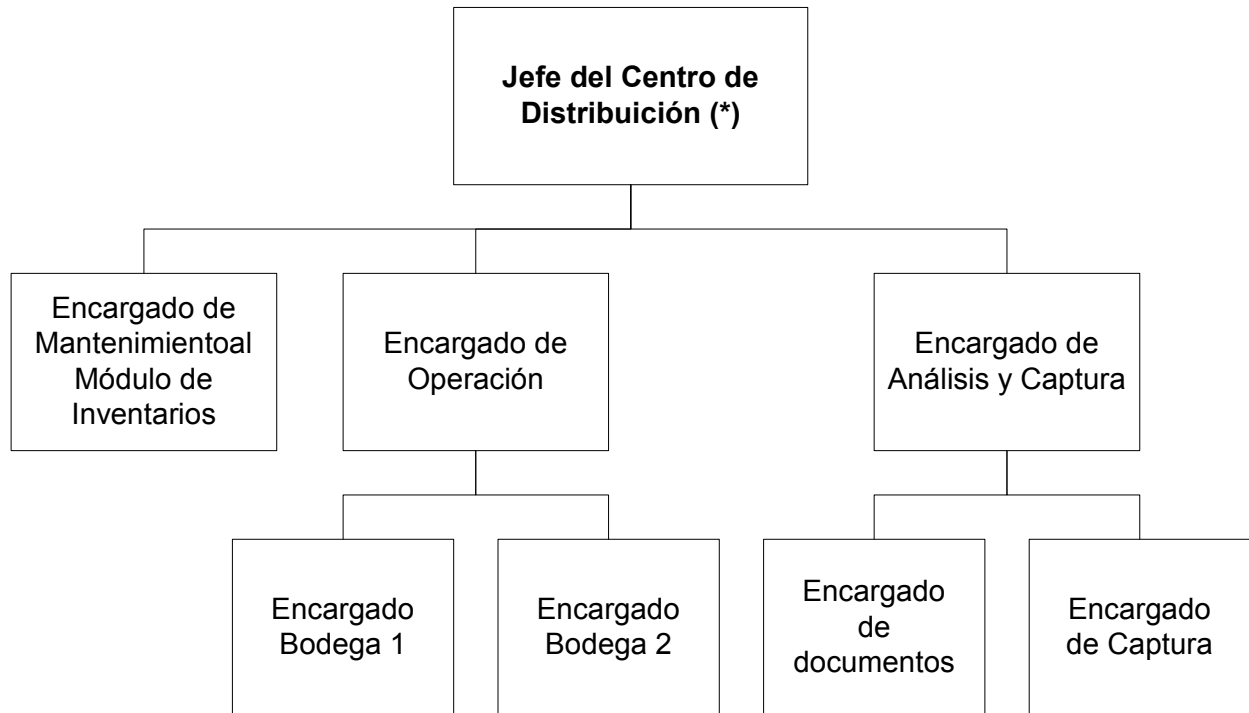 Jefe del Centro de
Distribuición (*)
Encargado de
Mantenimientoal
Módulo de
Inventarios
Encargado de
Operación
Encargado de
Análisis y Captura
Encargado
Bodega 1
Encargado
Bodega 2
Encargado
de
documentos
Encargado
de Captura